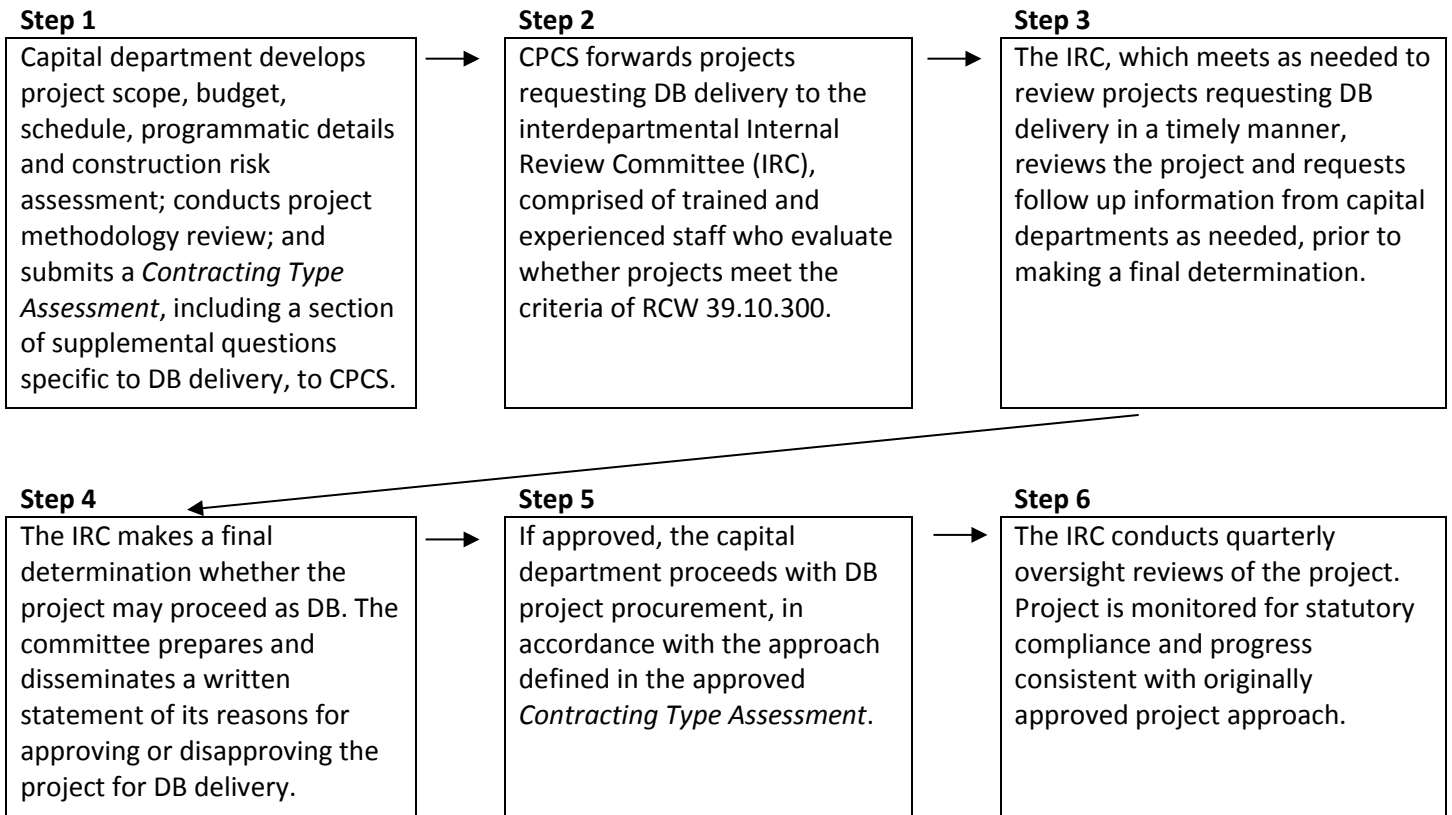 Step 1
Capital department develops
project scope, budget,
schedule, programmatic details
and construction risk
assessment; conducts project
methodology review; and
submits a Contracting Type
Assessment, including a section
of supplemental questions
specific to DB delivery, to CPCS.
Step 2
CPCS forwards projects
requesting DB delivery to the
interdepartmental Internal
Review Committee (IRC),
comprised of trained and
experienced staff who evaluate
whether projects meet the
criteria of RCW 39.10.300.
Step 3
The IRC, which meets as needed to
review projects requesting DB
delivery in a timely manner,
reviews the project and requests
follow up information from capital
departments as needed, prior to
making a final determination.
Step 4
The IRC makes a final
determination whether the
project may proceed as DB. The
committee prepares and
disseminates a written
statement of its reasons for
approving or disapproving the
project for DB delivery.
Step 5
If approved, the capital
department proceeds with DB
project procurement, in
accordance with the approach
defined in the approved
Contracting Type Assessment.
Step 6
The IRC conducts quarterly
oversight reviews of the project.
Project is monitored for statutory
compliance and progress
consistent with originally
approved project approach.